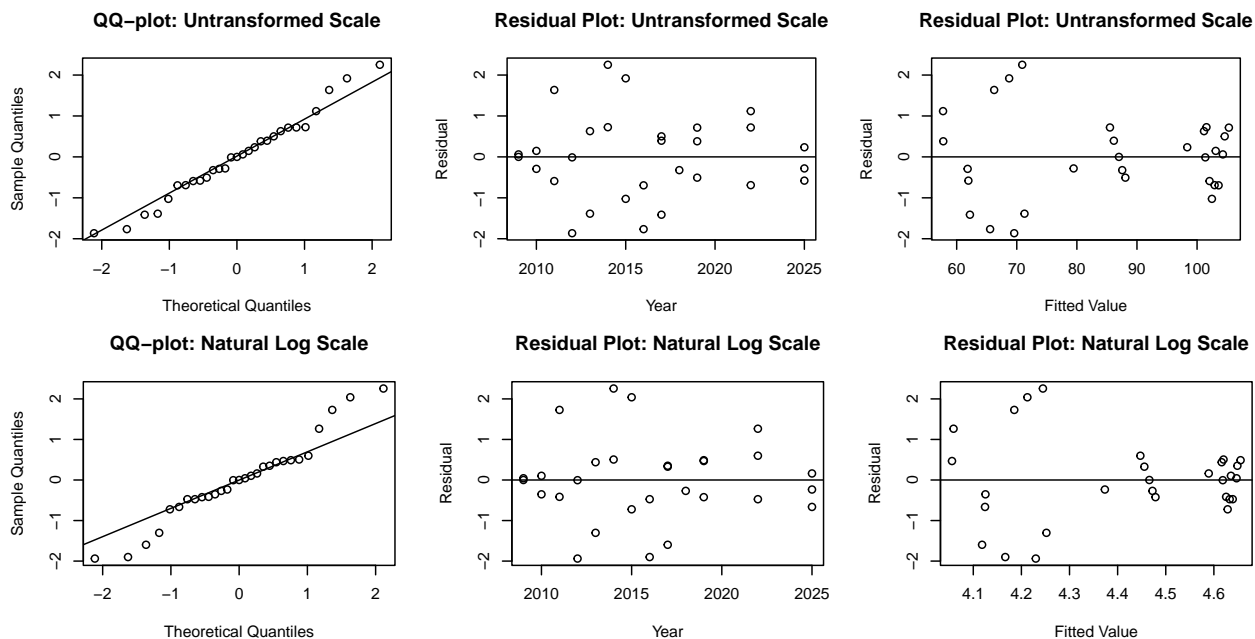 QQ−plot: Untransformed Scale
Residual Plot: Untransformed Scale
Residual Plot: Untransformed Scale
Sample Quantiles
2
1
0
−1
−2
−2 −1 0 1 2
Theoretical Quantiles
Residual
2
1
0
−1
−2
2010 2015 2020 2025
Year
Residual
2
1
0
−1
−2
60 70 80 90 100
Fitted Value
QQ−plot: Natural Log Scale
Residual Plot: Natural Log Scale
Residual Plot: Natural Log Scale
Sample Quantiles
2
1
0
−1
−2
−2 −1 0 1 2
Theoretical Quantiles
Residual
2
1
0
−1
−2
2010 2015 2020 2025
Year
Residual
2
1
0
−1
−2
4.1 4.2 4.3 4.4 4.5 4.6
Fitted Value